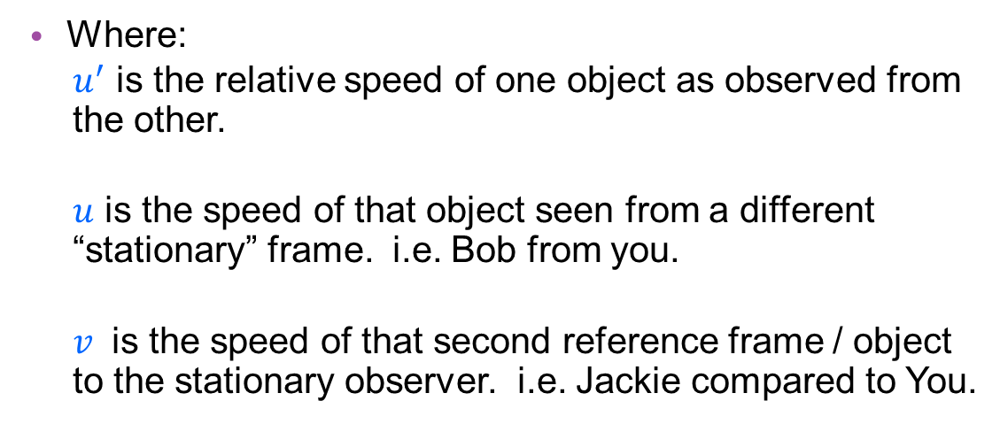 • Where:
u′ is the relative speed of one object as observed from
the other.
u is the speed of that object seen from a different
“stationary” frame.  i.e. Bob from you.
v  is the speed of that second reference frame / object
to the stationary observer.  i.e. Jackie compared to You.